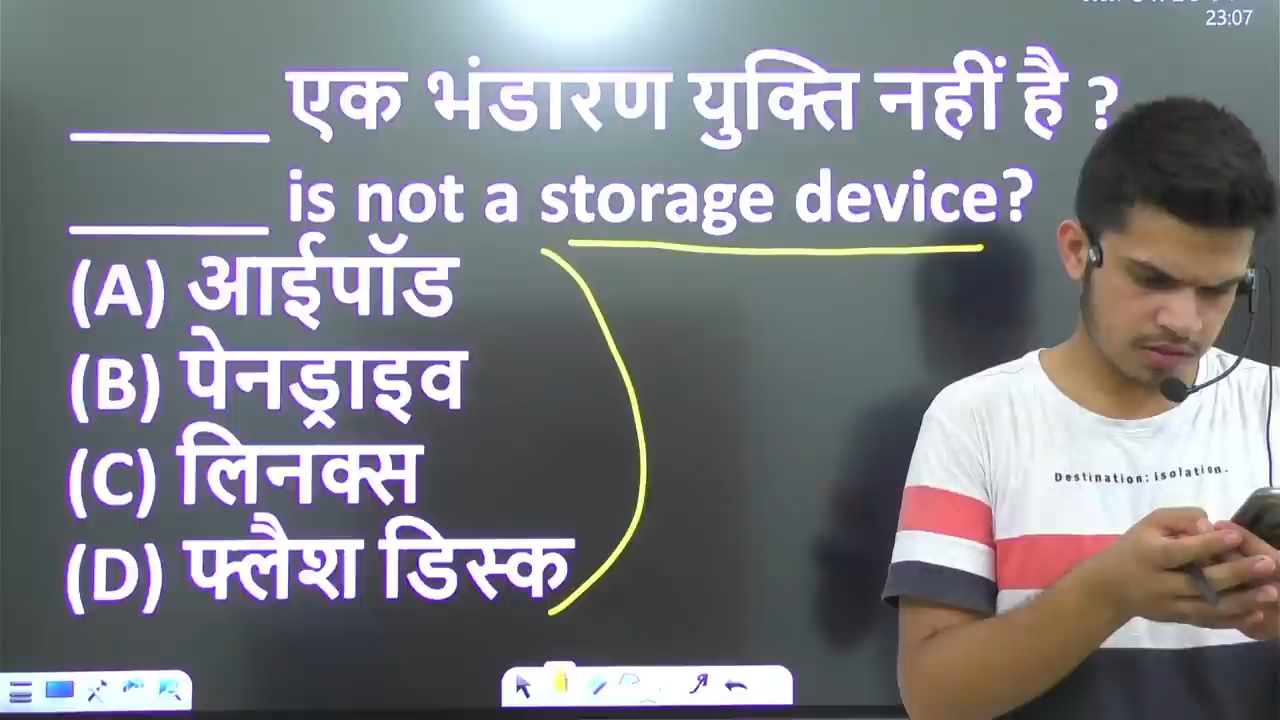 23:07
______ एक भंडारण युक्ति नहीं है ?
______ is not a storage device?
(A) आईपॉड
(B) पेनड्राइव
(C) लिनक्स
(D) फ्लैश डिस्क
Destination: isolation.